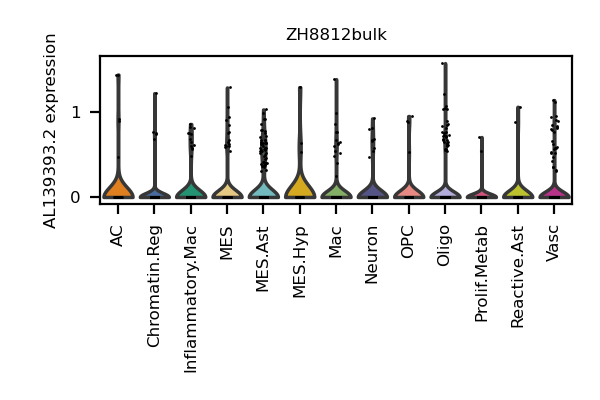 ZH8812bulk
AL139393.2 expression
1
0
AC
Chromatin.Reg
Inflammatory.Mac
MES
MES.Ast
MES.Hyp
Mac
Neuron
OPC
Oligo
Prolif.Metab
Reactive.Ast
Vasc